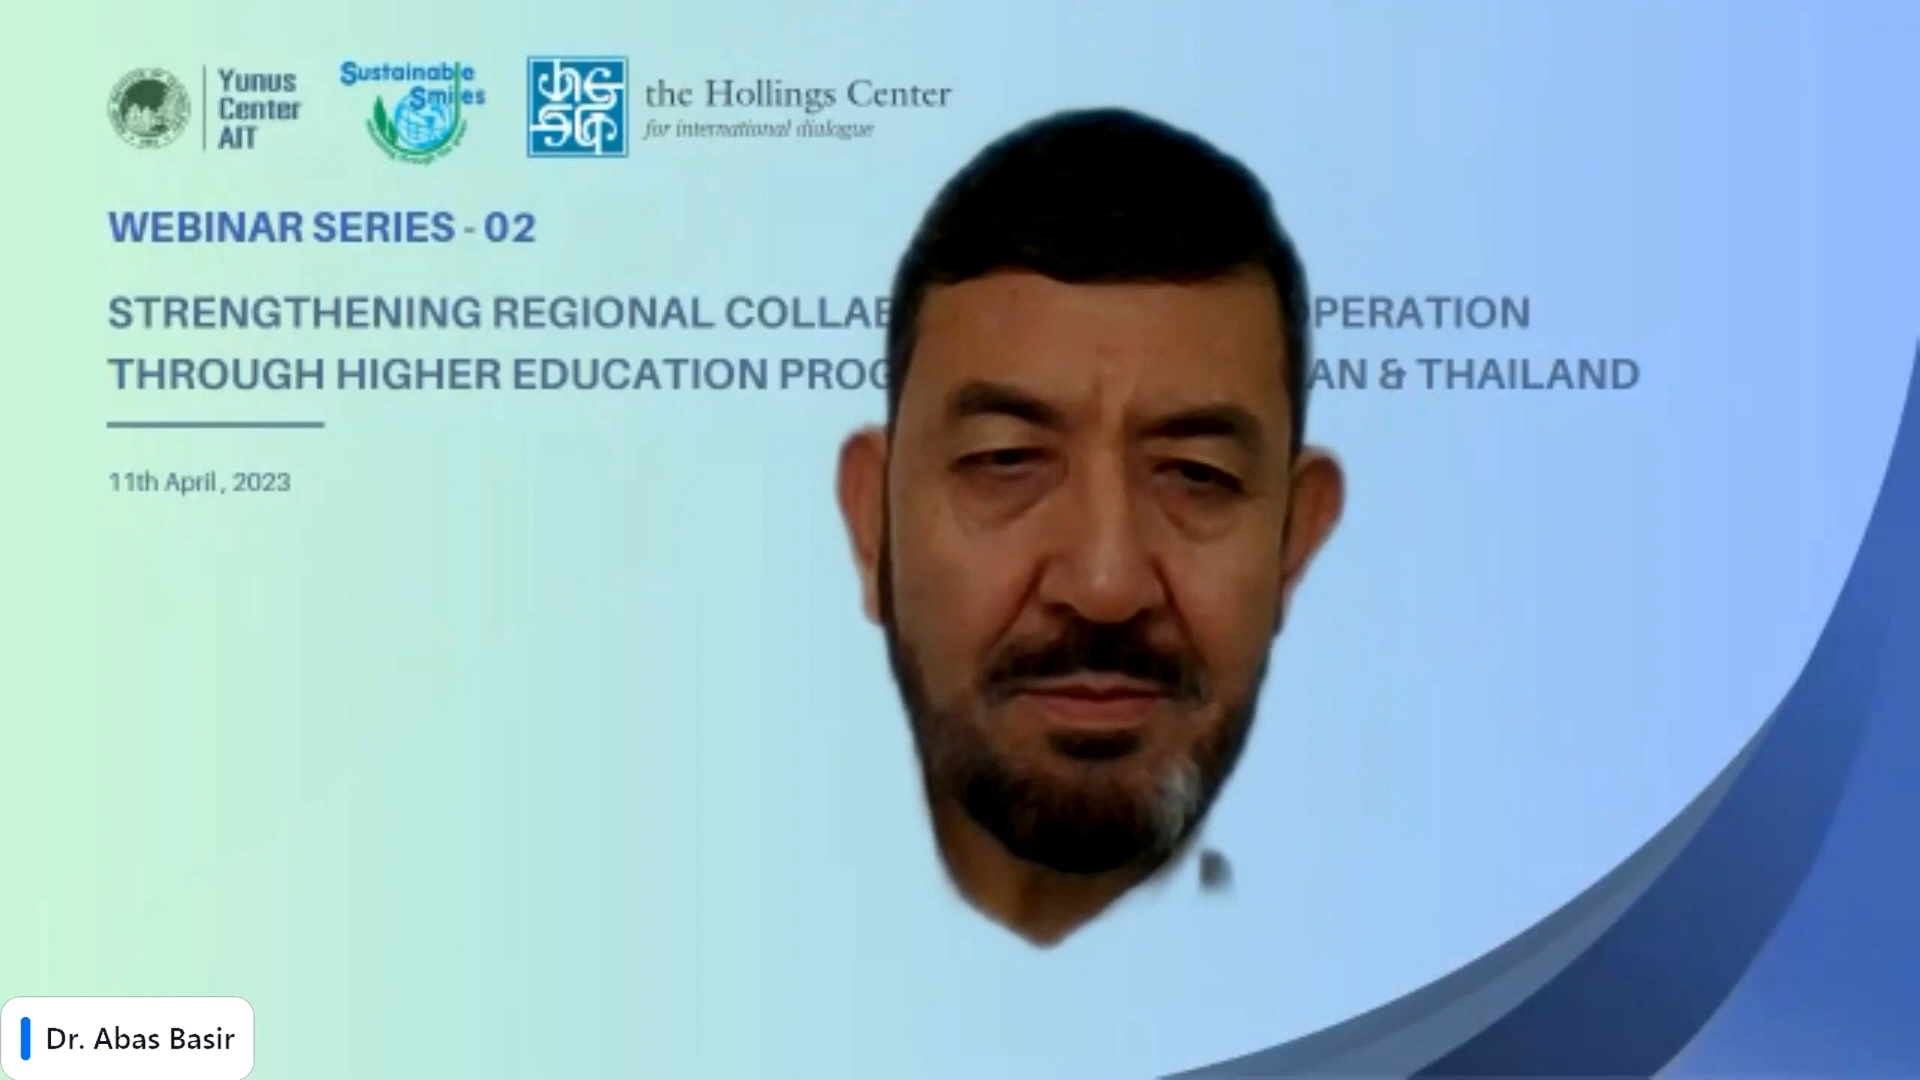 Yunus
Center
AIT
Sustainable
Smiles
the Hollings Center
for international dialogue
WEBINAR SERIES - 02
STRENGTHENING REGIONAL COLLAB PERATION
THROUGH HIGHER EDUCATION PROG AN & THAILAND
11th April, 2023
Dr. Abas Basir